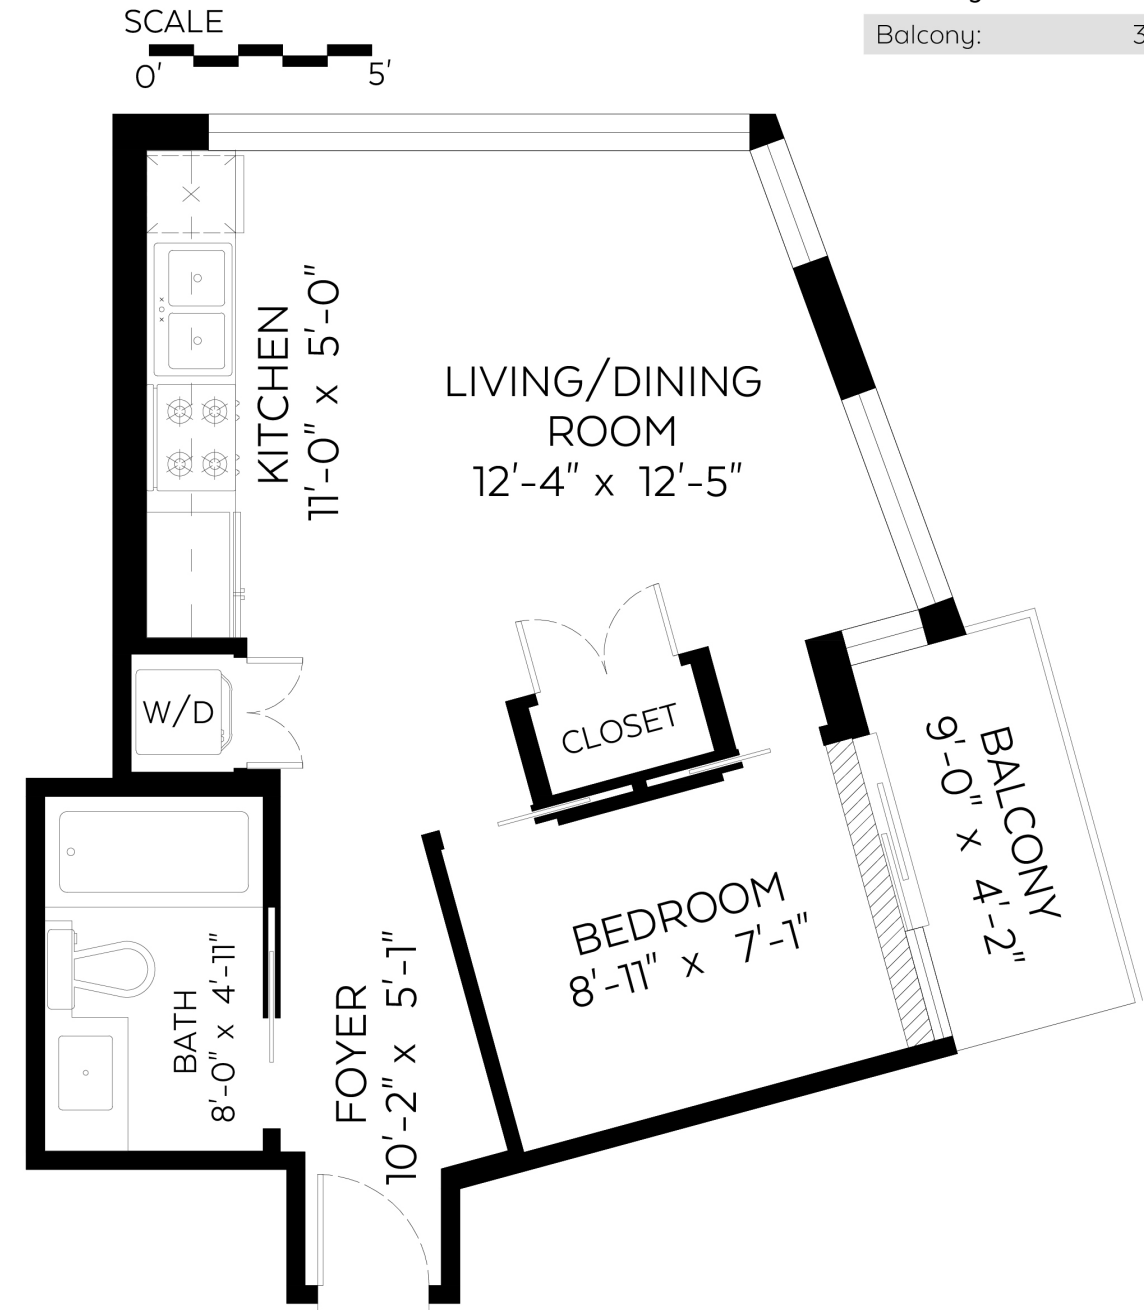 SCALE
0' 5'
Balcony: 3
KITCHEN
11'-0" x 5'-0"
LIVING/DINING
ROOM
12'-4" x 12'-5"
W/D
CLOSET
BALCONY
9'-0" x 4'-2"
BEDROOM
8'-11" x 7'-1"
BATH
8'-0" x 4'-11"
FOYER
10'-2" x 5'-1"